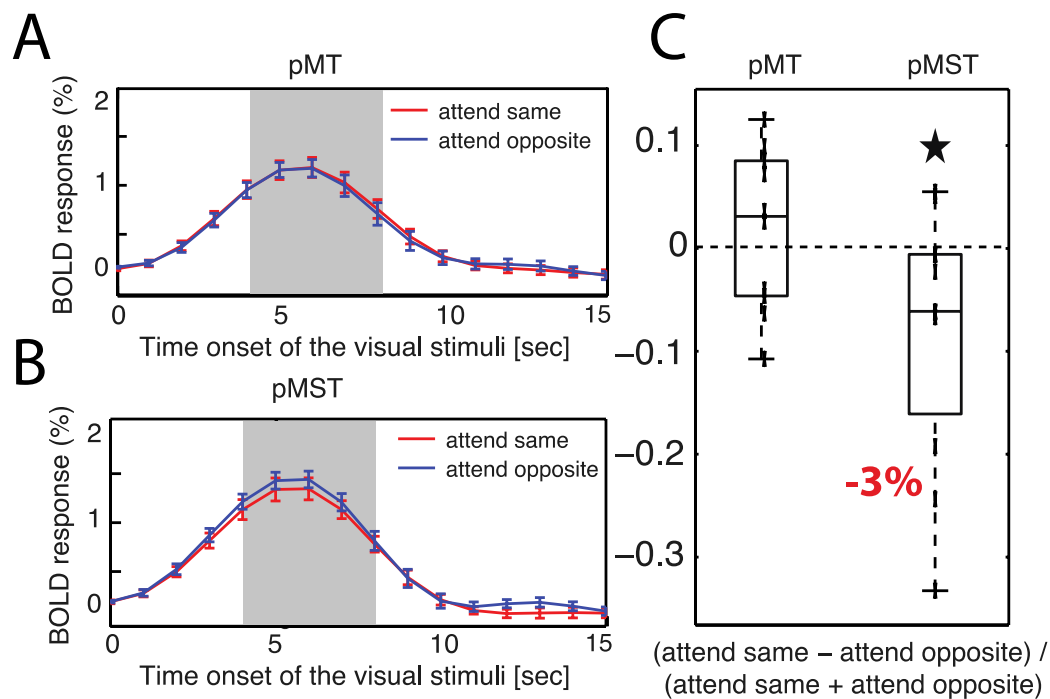 A
pMT
BOLD response (%)
2
1
0
attend same
attend opposite
0
5
10
15
Time onset of the visual stimuli [sec]
B
pMST
BOLD response (%)
2
1
0
attend same
attend opposite
0
5
10
15
Time onset of the visual stimuli [sec]
C
pMT
pMST
0.1
0
−0.1
−0.2
−0.3
-3%
(attend same − attend opposite) /
(attend same + attend opposite)